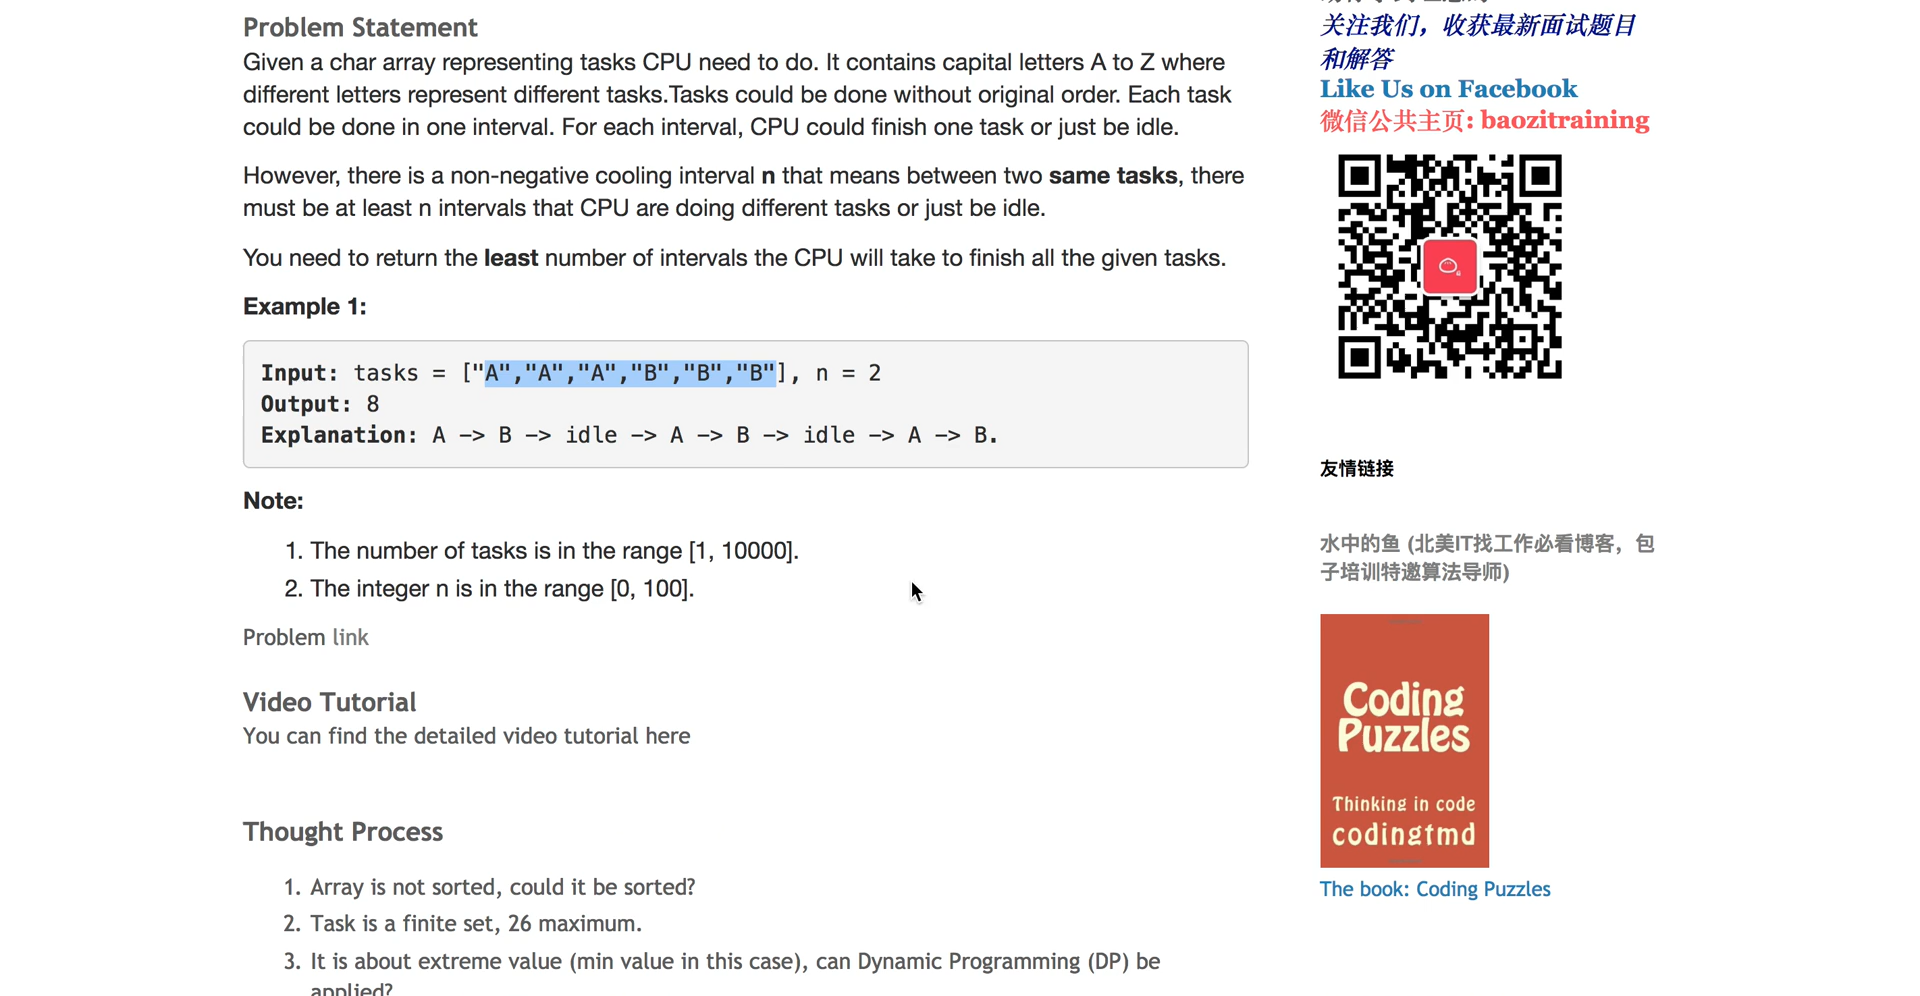 Problem Statement
Given a char array representing tasks CPU need to do. It contains capital letters A to Z where
different letters represent different tasks.Tasks could be done without original order. Each task
could be done in one interval. For each interval, CPU could finish one task or just be idle.
However, there is a non-negative cooling interval n that means between two same tasks, there
must be at least n intervals that CPU are doing different tasks or just be idle.
You need to return the least number of intervals the CPU will take to finish all the given tasks.
Example 1:
Input: tasks = ["A","A","A","B","B","B"], n = 2
Output: 8
Explanation: A -> B -> idle -> A -> B -> idle -> A -> B.
Note:
1. The number of tasks is in the range [1, 10000].
2. The integer n is in the range [0, 100].
Problem link
Video Tutorial
You can find the detailed video tutorial here
Thought Process
1. Array is not sorted, could it be sorted?
2. Task is a finite set, 26 maximum.
3. It is about extreme value (min value in this case), can Dynamic Programming (DP) be
applied?
关注我们，收获最新面试题目
和解答
Like Us on Facebook
微信公共主页: baozitraining
友情链接
水中的鱼 (北美IT找工作必看博客，包
子培训特邀算法导师)
Coding
Puzzles
Thinking in code
codingtmd
The book: Coding Puzzles